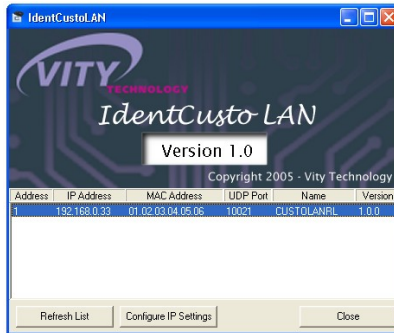 IdentCustoLAN
VITY
TECHNOLOGY
IdentCusto LAN
Version 1.0
Copyright 2005 - Vity Technology
Address IP Address MAC Address UDP Port Name Version
1 192.168.0.33 01.02.03.04.05.06 10021 CUSTOLANRL 1.0.0
Refresh List Configure IP Settings Close